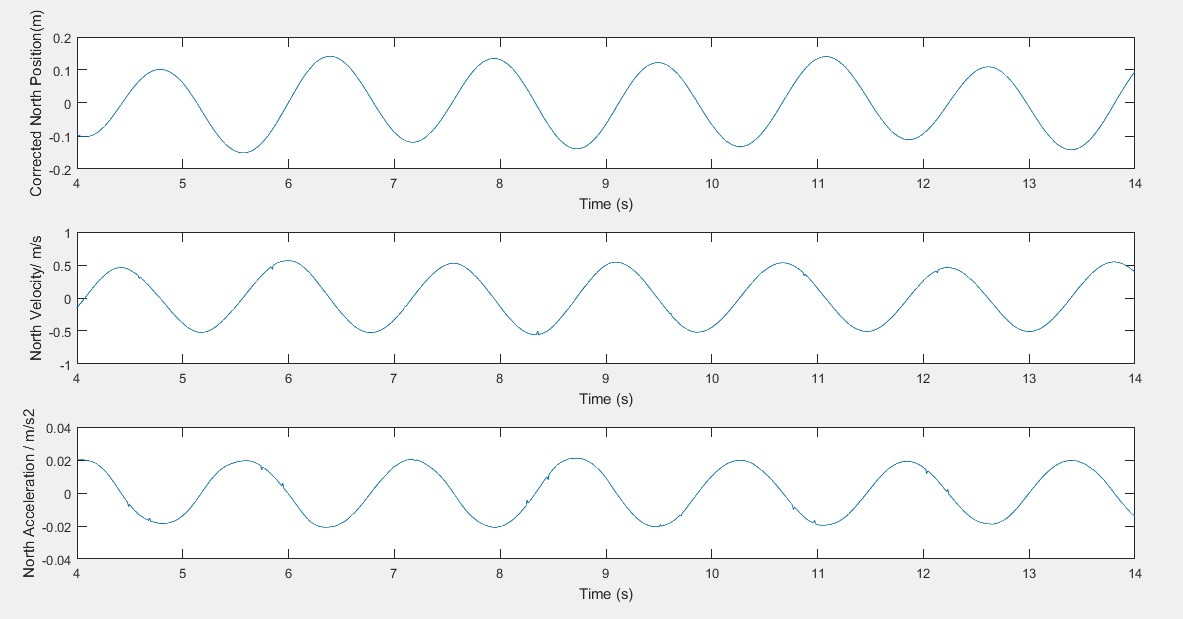 Corrected North Position(m)
0.2
0.1
0
-0.1
-0.2
4 5 6 7 8 9 10 11 12 13 14
Time (s)
North Velocity/ m/s
1
0.5
0
-0.5
-1
4 5 6 7 8 9 10 11 12 13 14
Time (s)
North Acceleration / m/s2
0.04
0.02
0
-0.02
-0.04
4 5 6 7 8 9 10 11 12 13 14
Time (s)